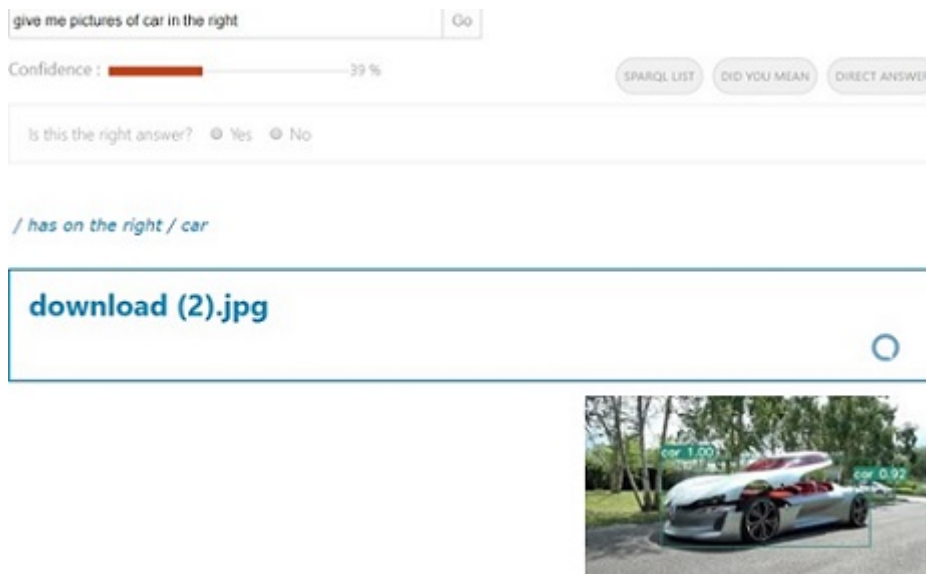 give me pictures of car in the right
Go
Confidence :
39 %
SPARQL LIST
DID YOU MEAN
DIRECT ANSWER
Is this the right answer?
Yes
No
/ has on the right / car
download (2).jpg
car 1.00
car 0.92